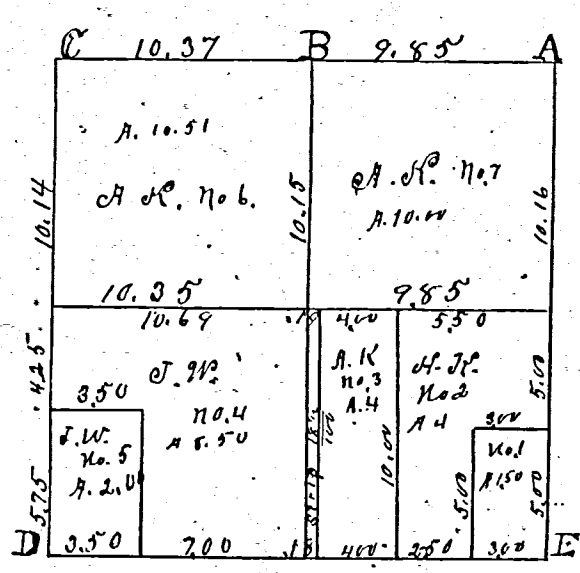 C 10.37 B 9.85 A
A. 10.51
A K. No 6.
A. K. No. 7
A. 10.00
10.14
10.15
10.16
10.35
9.85
10.69
.18
4.00
5.50
J. W.
No. 4
A 8.50
A. K
No. 3
A. 4
H. K.
No 2
A 4
4.25
3.50
J. W.
No. 5
A. 2.00
5.75
10.00
5.00
3.00
No. 1
A 1.50
5.00
5.00
D 3.50 7.00 .18 4.00 2.50 3.00 E